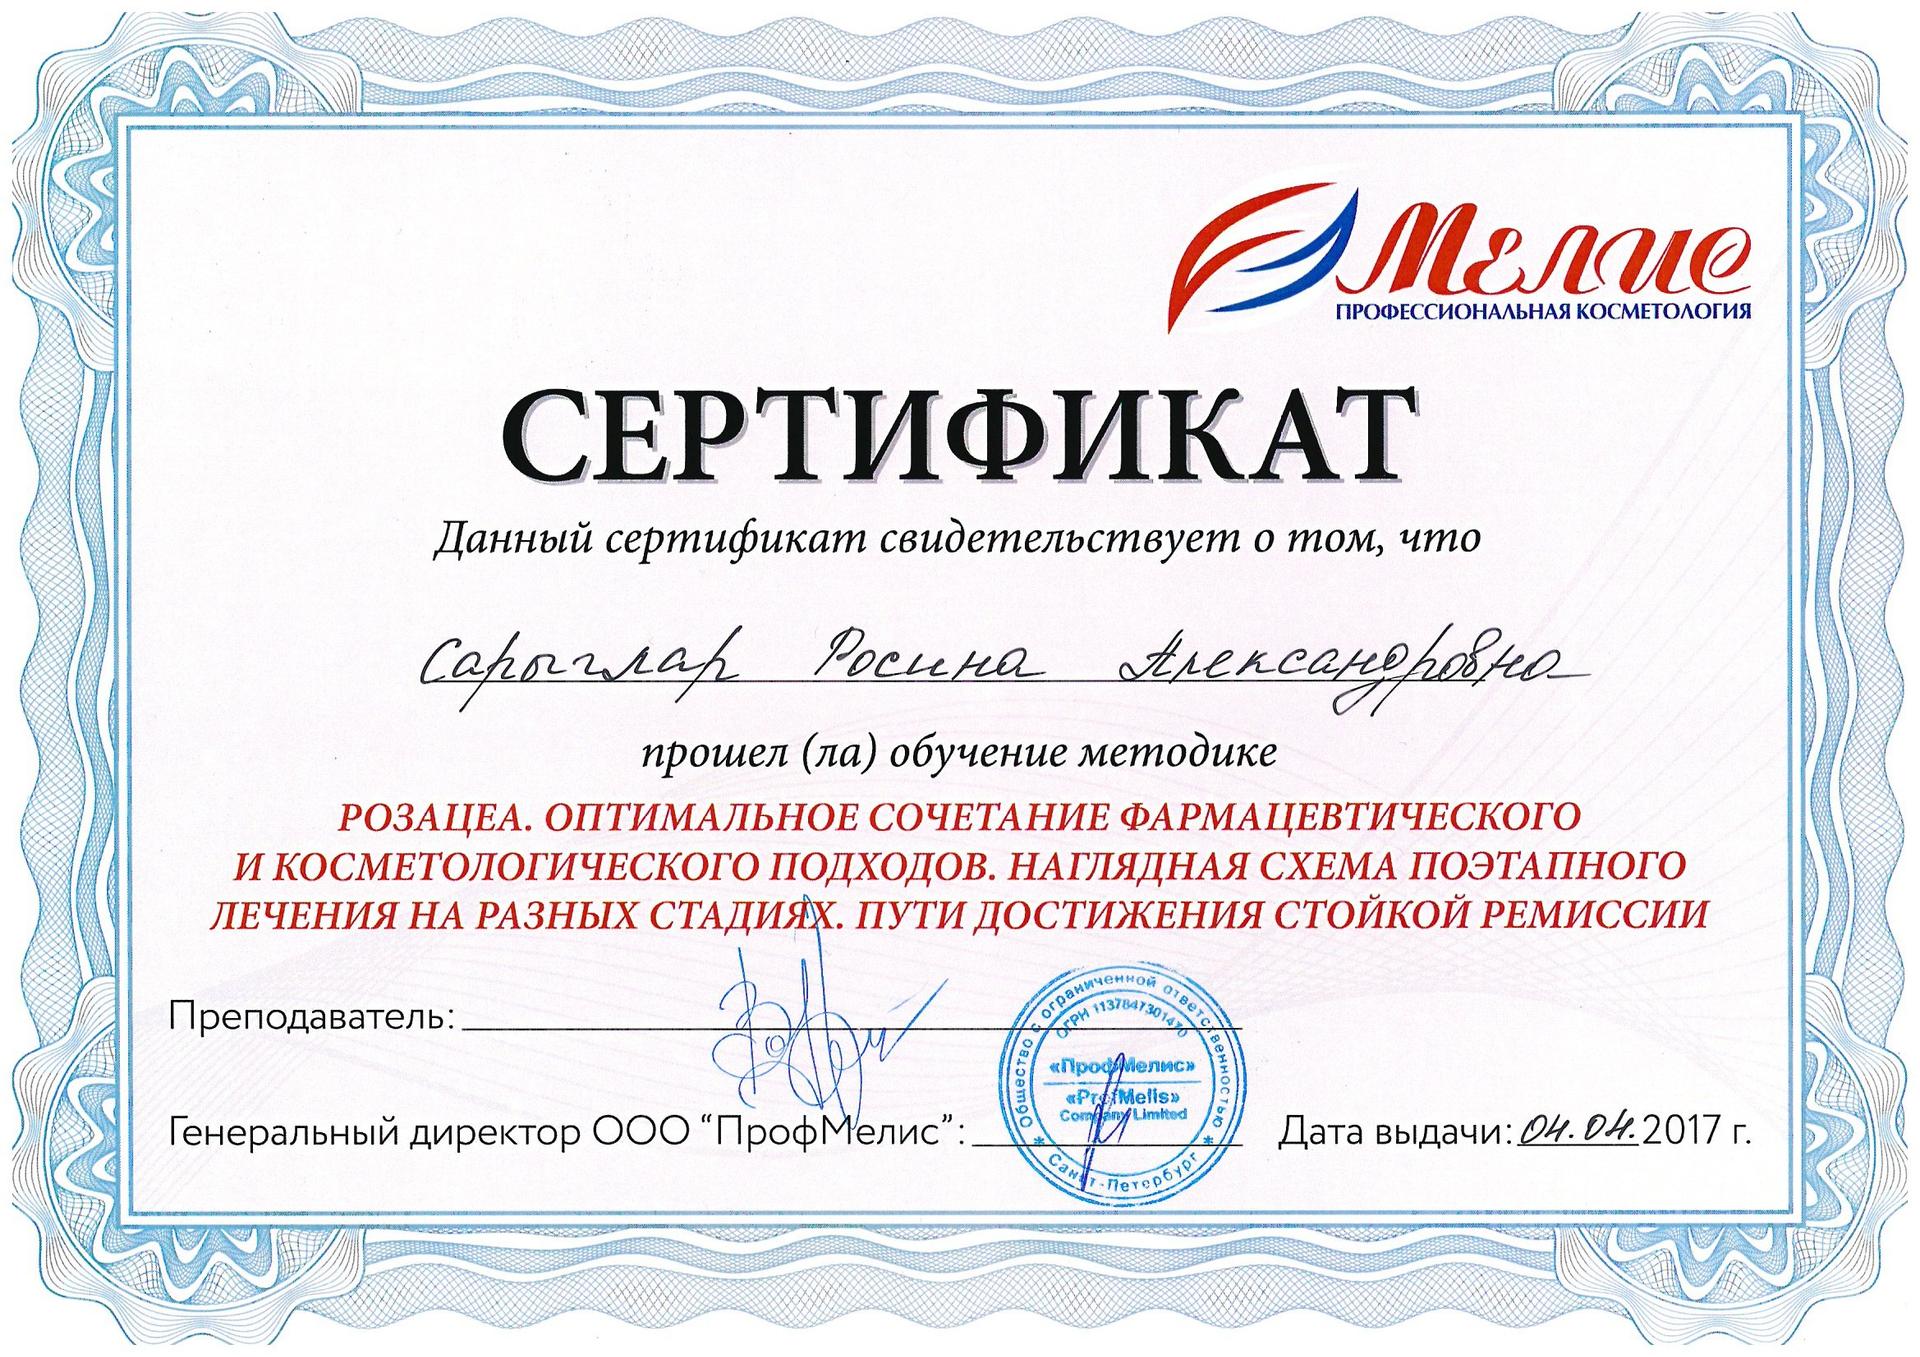 Мелис
ПРОФЕССИОНАЛЬНАЯ КОСМЕТОЛОГИЯ
СЕРТИФИКАТ
Данный сертификат свидетельствует о том, что
Сарыглар Росина Александровна
прошел (ла) обучение методике
РОЗАЦЕА. ОПТИМАЛЬНОЕ СОЧЕТАНИЕ ФАРМАЦЕВТИЧЕСКОГО
И КОСМЕТОЛОГИЧЕСКОГО ПОДХОДОВ. НАГЛЯДНАЯ СХЕМА ПОЭТАПНОГО
ЛЕЧЕНИЯ НА РАЗНЫХ СТАДИЯХ. ПУТИ ДОСТИЖЕНИЯ СТОЙКОЙ РЕМИССИИ
Преподаватель:
Общество с ограниченной ответственностью
ОГРН 1137847301470
«ПрофМелис»
«ProfMelis»
Company Limited
* Санкт-Петербург *
Генеральный директор ООО “ПрофМелис”:
Дата выдачи: 04.04.2017 г.